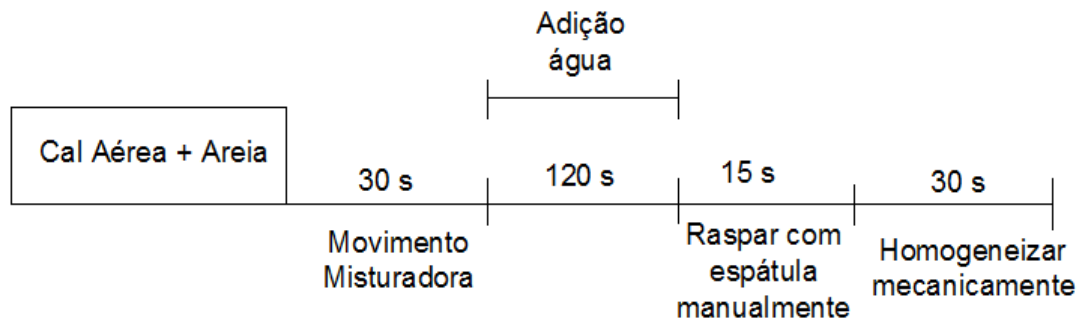 Adição
água
Cal Aérea + Areia
30 s
120 s
15 s
30 s
Movimento
Misturadora
Raspar com
espátula
manualmente
Homogeneizar
mecanicamente